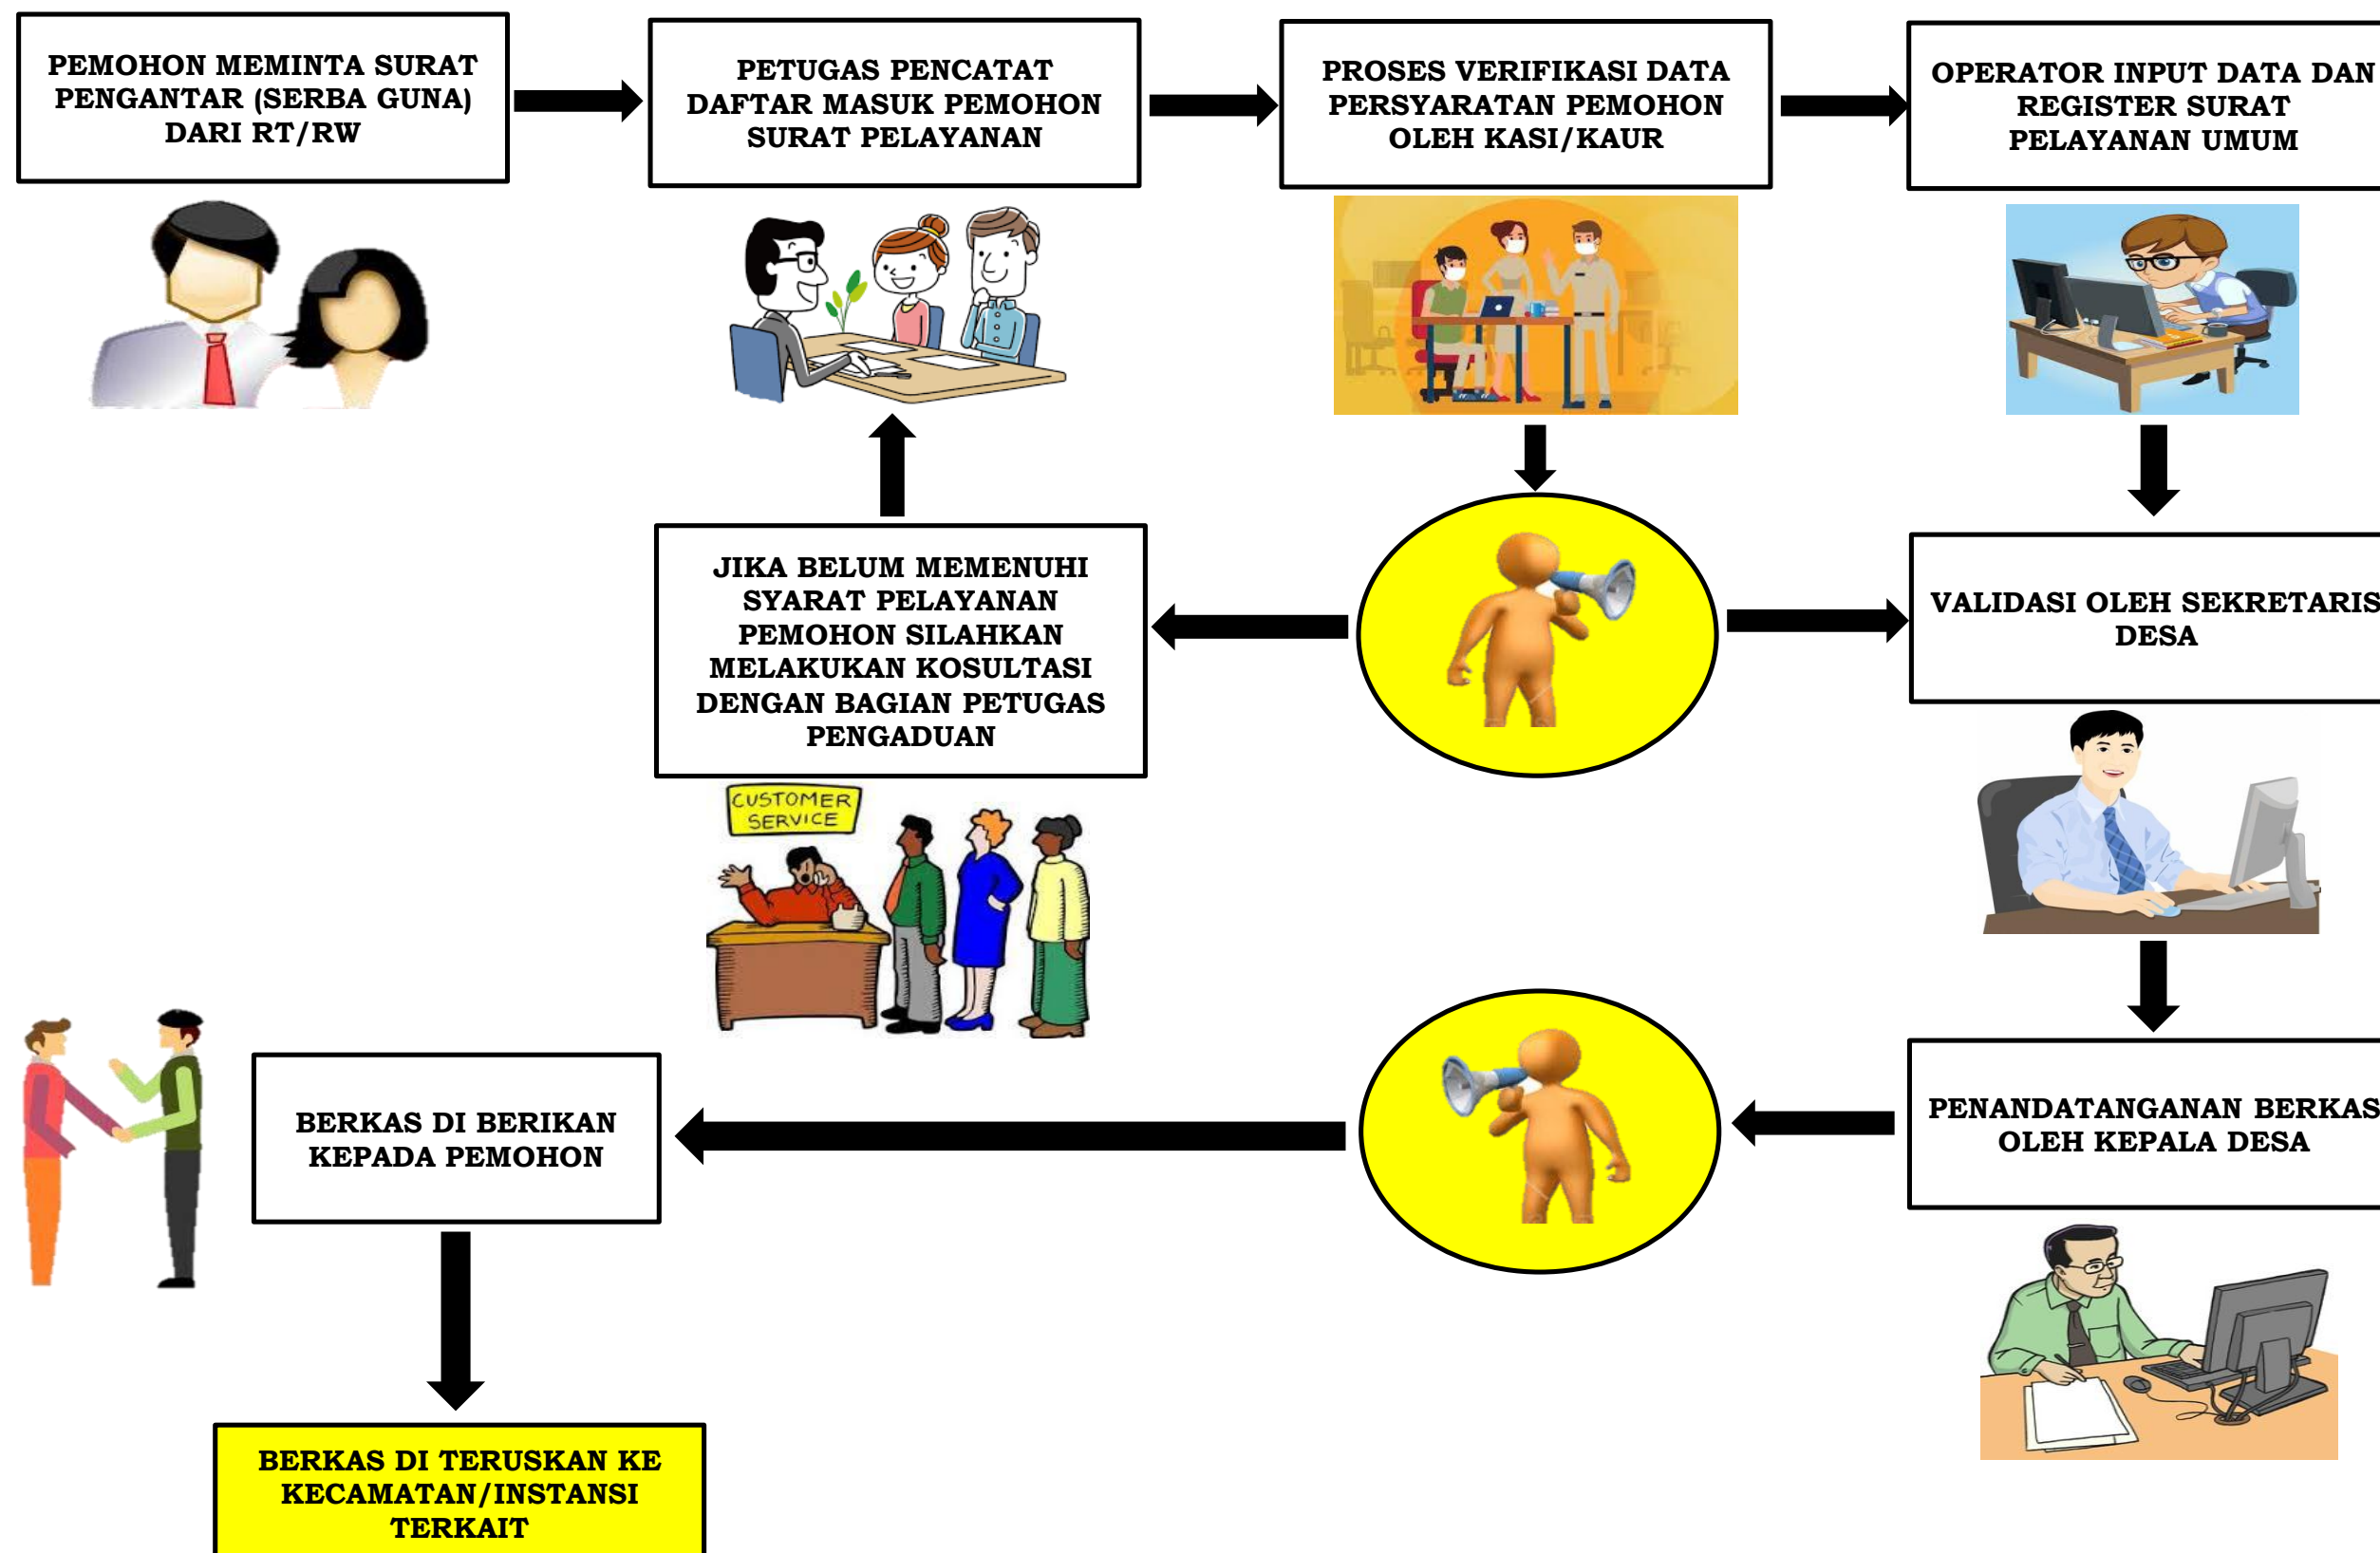 PEMOHON MEMINTA SURAT
PENGANTAR (SERBA GUNA)
DARI RT/RW
PETUGAS PENCATAT
DAFTAR MASUK PEMOHON
SURAT PELAYANAN
PROSES VERIFIKASI DATA
PERSYARATAN PEMOHON
OLEH KASI/KAUR
OPERATOR INPUT DATA DAN
REGISTER SURAT
PELAYANAN UMUM
JIKA BELUM MEMENUHI
SYARAT PELAYANAN
PEMOHON SILAHKAN
MELAKUKAN KOSULTASI
DENGAN BAGIAN PETUGAS
PENGADUAN
VALIDASI OLEH SEKRETARIS
DESA
CUSTOMER
SERVICE
BERKAS DI BERIKAN
KEPADA PEMOHON
PENANDATANGANAN BERKAS
OLEH KEPALA DESA
BERKAS DI TERUSKAN KE
KECAMATAN/INSTANSI
TERKAIT